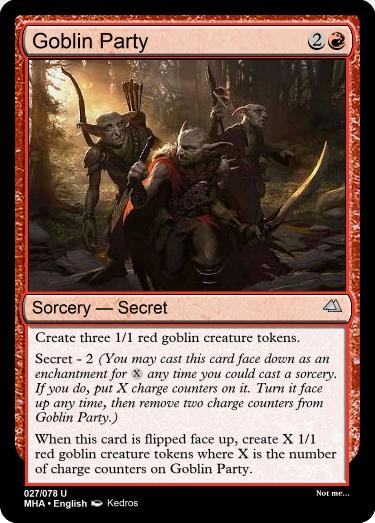 Goblin Party 2
Sorcery — Secret
Create three 1/1 red goblin creature tokens.
Secret - 2 (You may cast this card face down as an
enchantment for X any time you could cast a sorcery.
If you do, put X charge counters on it. Turn it face
up any time, then remove two charge counters from
Goblin Party.)
When this card is flipped face up, create X 1/1
red goblin creature tokens where X is the number
of charge counters on Goblin Party.
027/078 U
MHA • English Kedros
Not me...